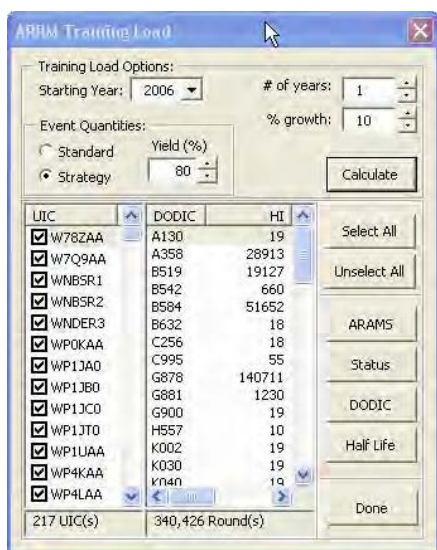 ARRM Training Load
Training Load Options:
Starting Year: 2006
# of years: 1
% growth: 10
Event Quantities:
Standard
Strategy
Yield (%)
80
Calculate
UIC
W78ZAA
W7Q9AA
WNBSR1
WNBSR2
WNDER3
WP0KAA
WP1JA0
WP1JB0
WP1JC0
WP1JT0
WP1UAA
WP4KAA
WP4LAA
217 UIC(s)
DODIC HI
A130 19
A358 28913
B519 19127
B542 660
B584 51652
B632 18
C256 18
C995 55
G878 140711
G881 1230
G900 19
H557 10
K002 19
K030 19
K040 19
340,426 Round(s)
Select All
Unselect All
ARAMS
Status
DODIC
Half Life
Done